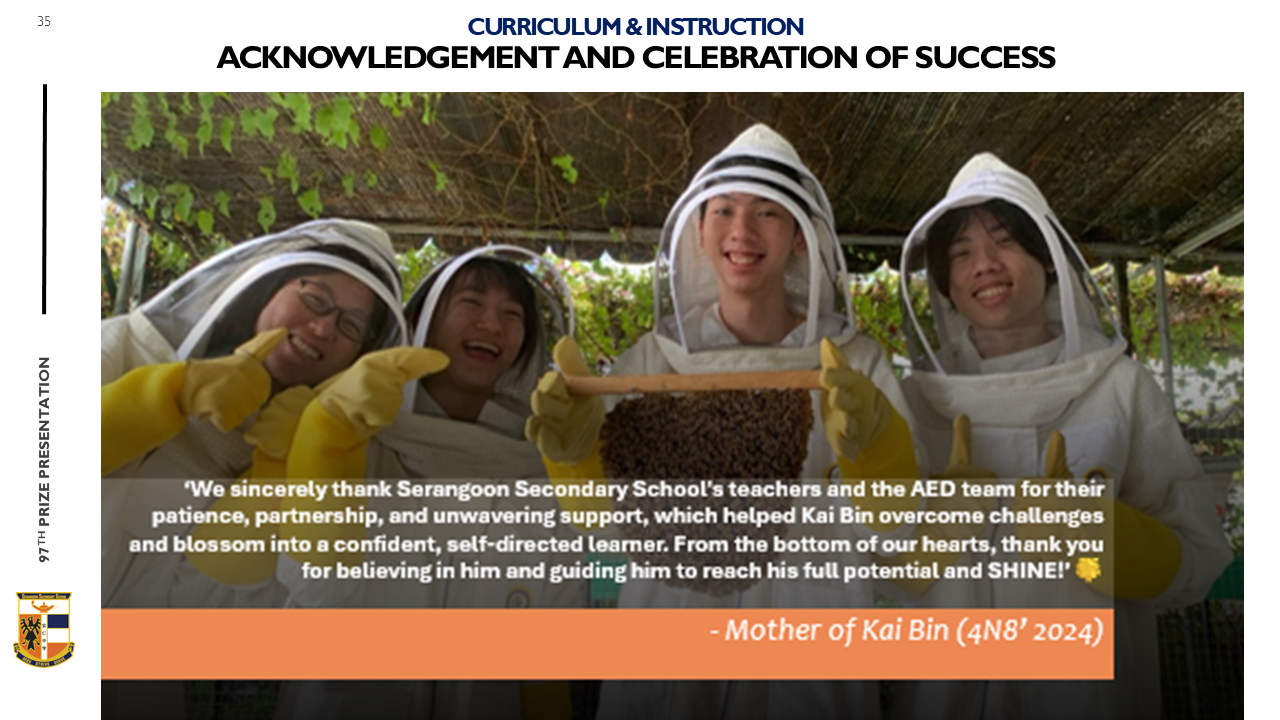 35
CURRICULUM & INSTRUCTION
ACKNOWLEDGEMENT AND CELEBRATION OF SUCCESS
97TH PRIZE PRESENTATION
‘We sincerely thank Serangoon Secondary School’s teachers and the AED team for their
patience, partnership, and unwavering support, which helped Kai Bin overcome challenges
and blossom into a confident, self-directed learner. From the bottom of our hearts, thank you
for believing in him and guiding him to reach his full potential and SHINE!’
- Mother of Kai Bin (4N8’ 2024)
SERANGOON SECONDARY SCHOOL